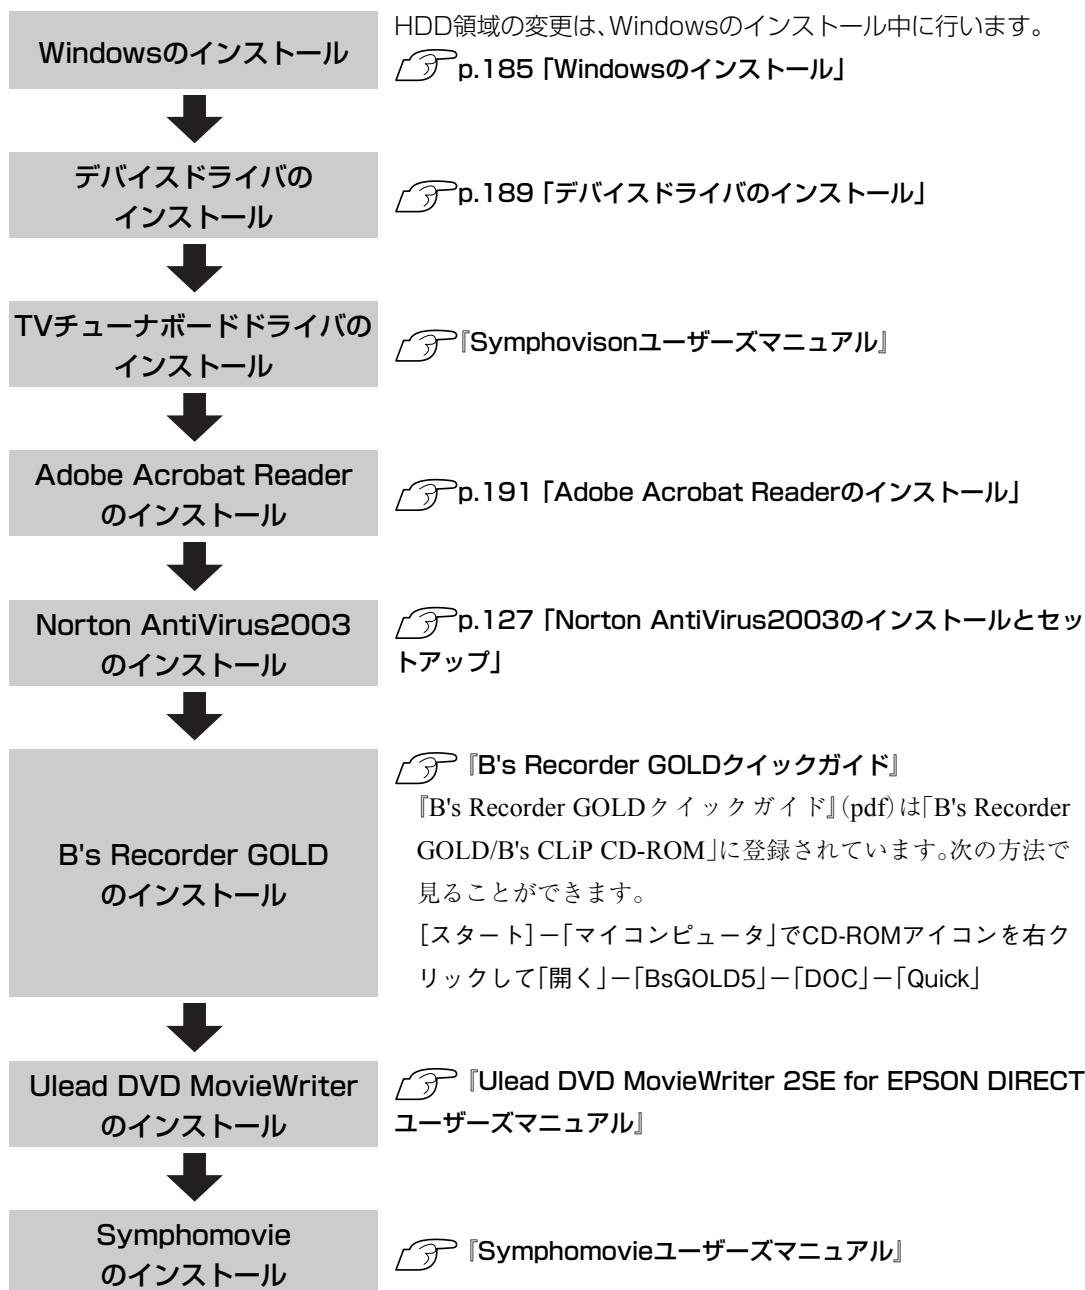 Windowsのインストール
HDD領域の変更は、Windowsのインストール中に行います。
p.185「Windowsのインストール」
デバイスドライバの
インストール
p.189「デバイスドライバのインストール」
TVチューナボードドライバの
インストール
『Symphovisonユーザーズマニュアル』
Adobe Acrobat Reader
のインストール
p.191「Adobe Acrobat Readerのインストール」
Norton AntiVirus2003
のインストール
p.127「Norton AntiVirus2003のインストールとセッ
トアップ」
B's Recorder GOLD
のインストール
『B's Recorder GOLDクイックガイド』
『B's Recorder GOLDクイックガイド』(pdf)は「B's Recorder
GOLD/B's CLiP CD-ROM」に登録されています。次の方法で
見ることができます。
[スタート]－「マイコンピュータ」でCD-ROMアイコンを右ク
リックして「開く」－「BsGOLD5」－「DOC」－「Quick」
Ulead DVD MovieWriter
のインストール
『Ulead DVD MovieWriter 2SE for EPSON DIRECT
ユーザーズマニュアル』
Symphomovie
のインストール
『Symphomovieユーザーズマニュアル』